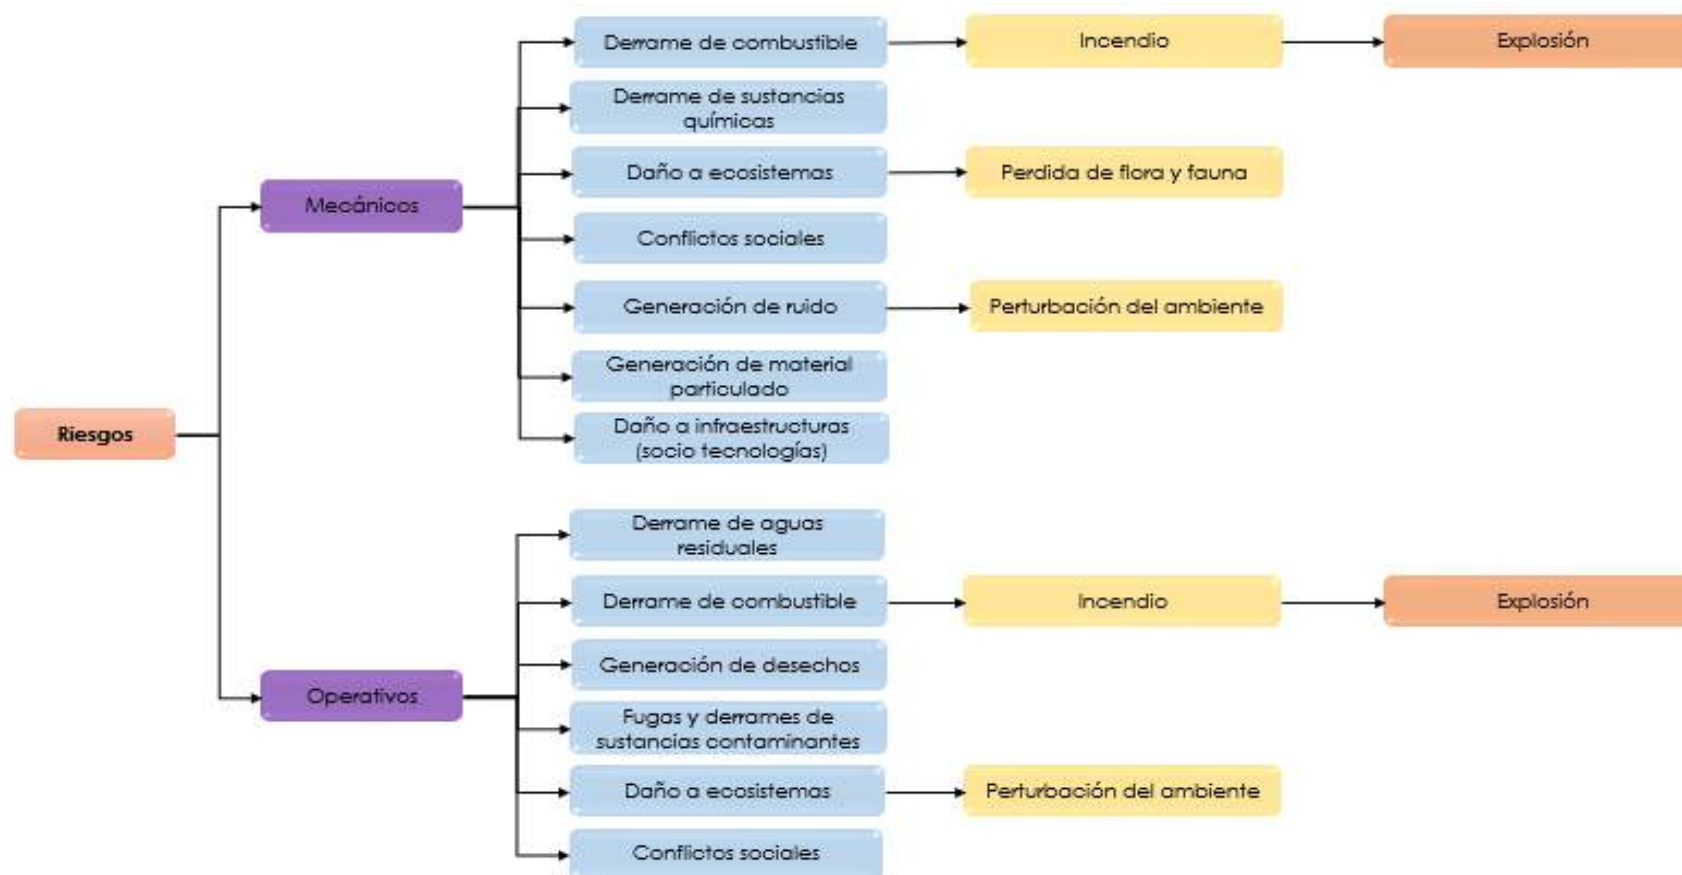 Derrame de combustible
Incendio
Explosión
Derrame de sustancias
químicas
Daño a ecosistemas
Perdida de flora y fauna
Mecánicos
Conflictos sociales
Generación de ruido
Perturbación del ambiente
Generación de material
particulado
Riesgos
Daño a infraestructuras
(socio tecnologías)
Derrame de aguas
residuales
Derrame de combustible
Incendio
Explosión
Generación de desechos
Operativos
Fugas y derrames de
sustancias contaminantes
Daño a ecosistemas
Perturbación del ambiente
Conflictos sociales